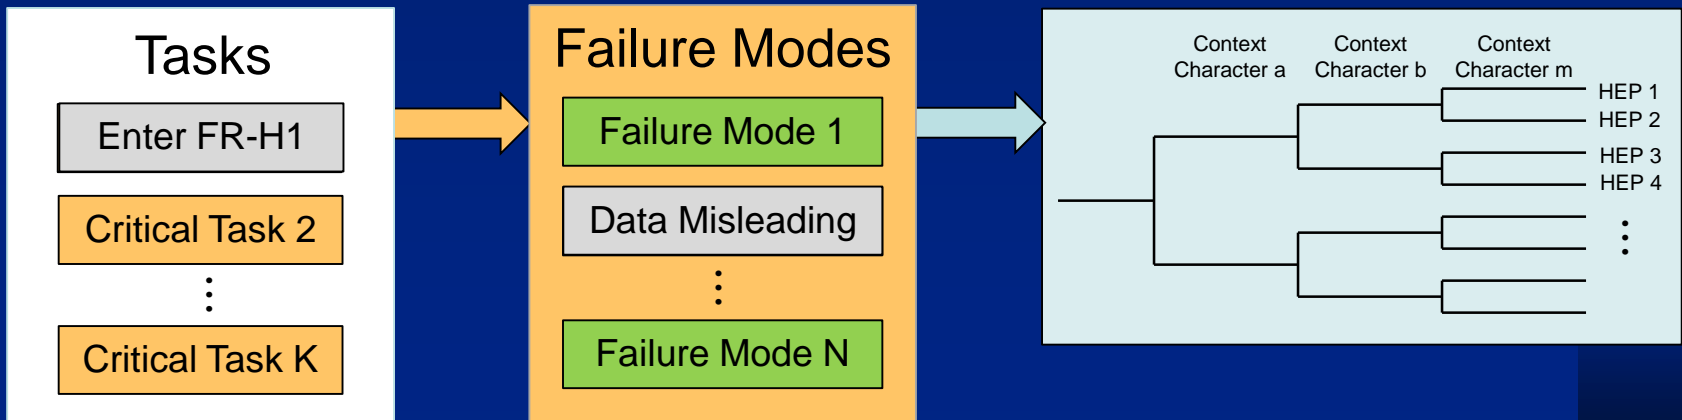 Tasks
Enter FR-H1
Critical Task 2
⋮
Critical Task K
Failure Modes
Failure Mode 1
Data Misleading
⋮
Failure Mode N
Context
Character a
Context
Character b
Context
Character m
HEP 1
HEP 2
HEP 3
HEP 4
⋮